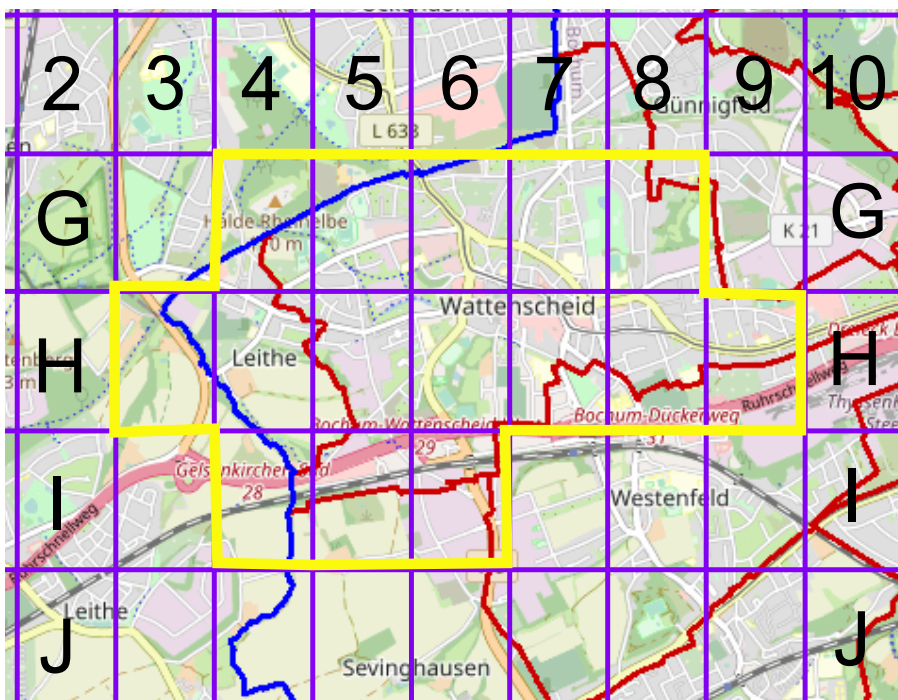 2 3 4 5 6 7 8 9 10
L 633
Günnigfeld
en
G
Halde Rheinelbe
K 21
G
Wattenscheid
H
Leithe
H
Ruhrschnellweg
Bochum-Wattenscheid
29
Bochum-Dückerweg
31
Gelsenkirchen-Süd
28
I
Westenfeld
I
Ruhrschnellweg
Leithe
J
Sevinghausen
J